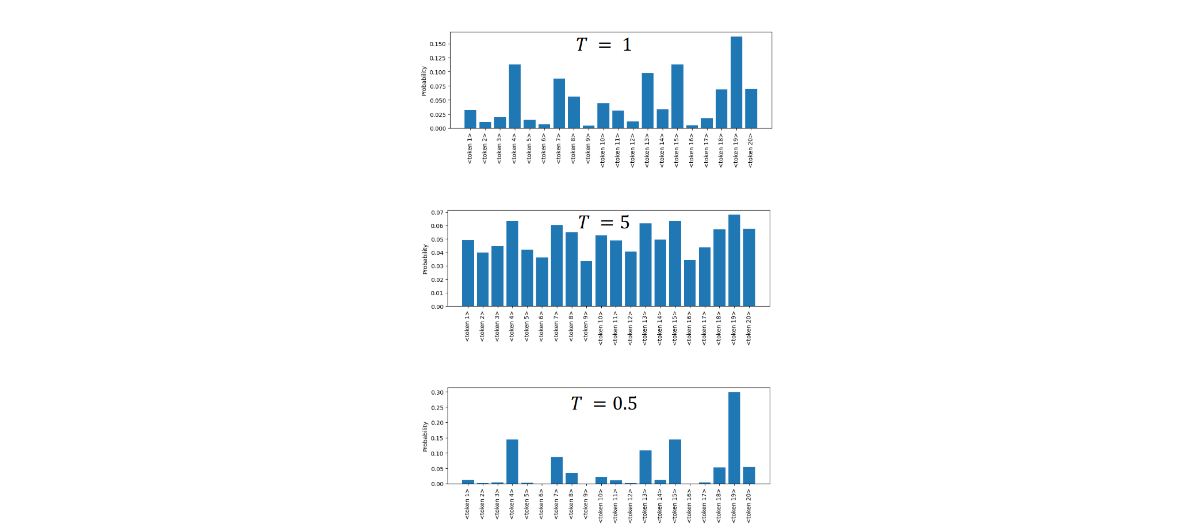 T = 1
0.150
0.125
0.100
0.075
0.050
0.025
0.000
Probability
<token 1>
<token 2>
<token 3>
<token 4>
<token 5>
<token 6>
<token 7>
<token 8>
<token 9>
<token 10>
<token 11>
<token 12>
<token 13>
<token 14>
<token 15>
<token 16>
<token 17>
<token 18>
<token 19>
<token 20>
T = 5
0.07
0.06
0.05
0.04
0.03
0.02
0.01
0.00
Probability
<token 1>
<token 2>
<token 3>
<token 4>
<token 5>
<token 6>
<token 7>
<token 8>
<token 9>
<token 10>
<token 11>
<token 12>
<token 13>
<token 14>
<token 15>
<token 16>
<token 17>
<token 18>
<token 19>
<token 20>
T = 0.5
0.30
0.25
0.20
0.15
0.10
0.05
0.00
Probability
<token 1>
<token 2>
<token 3>
<token 4>
<token 5>
<token 6>
<token 7>
<token 8>
<token 9>
<token 10>
<token 11>
<token 12>
<token 13>
<token 14>
<token 15>
<token 16>
<token 17>
<token 18>
<token 19>
<token 20>